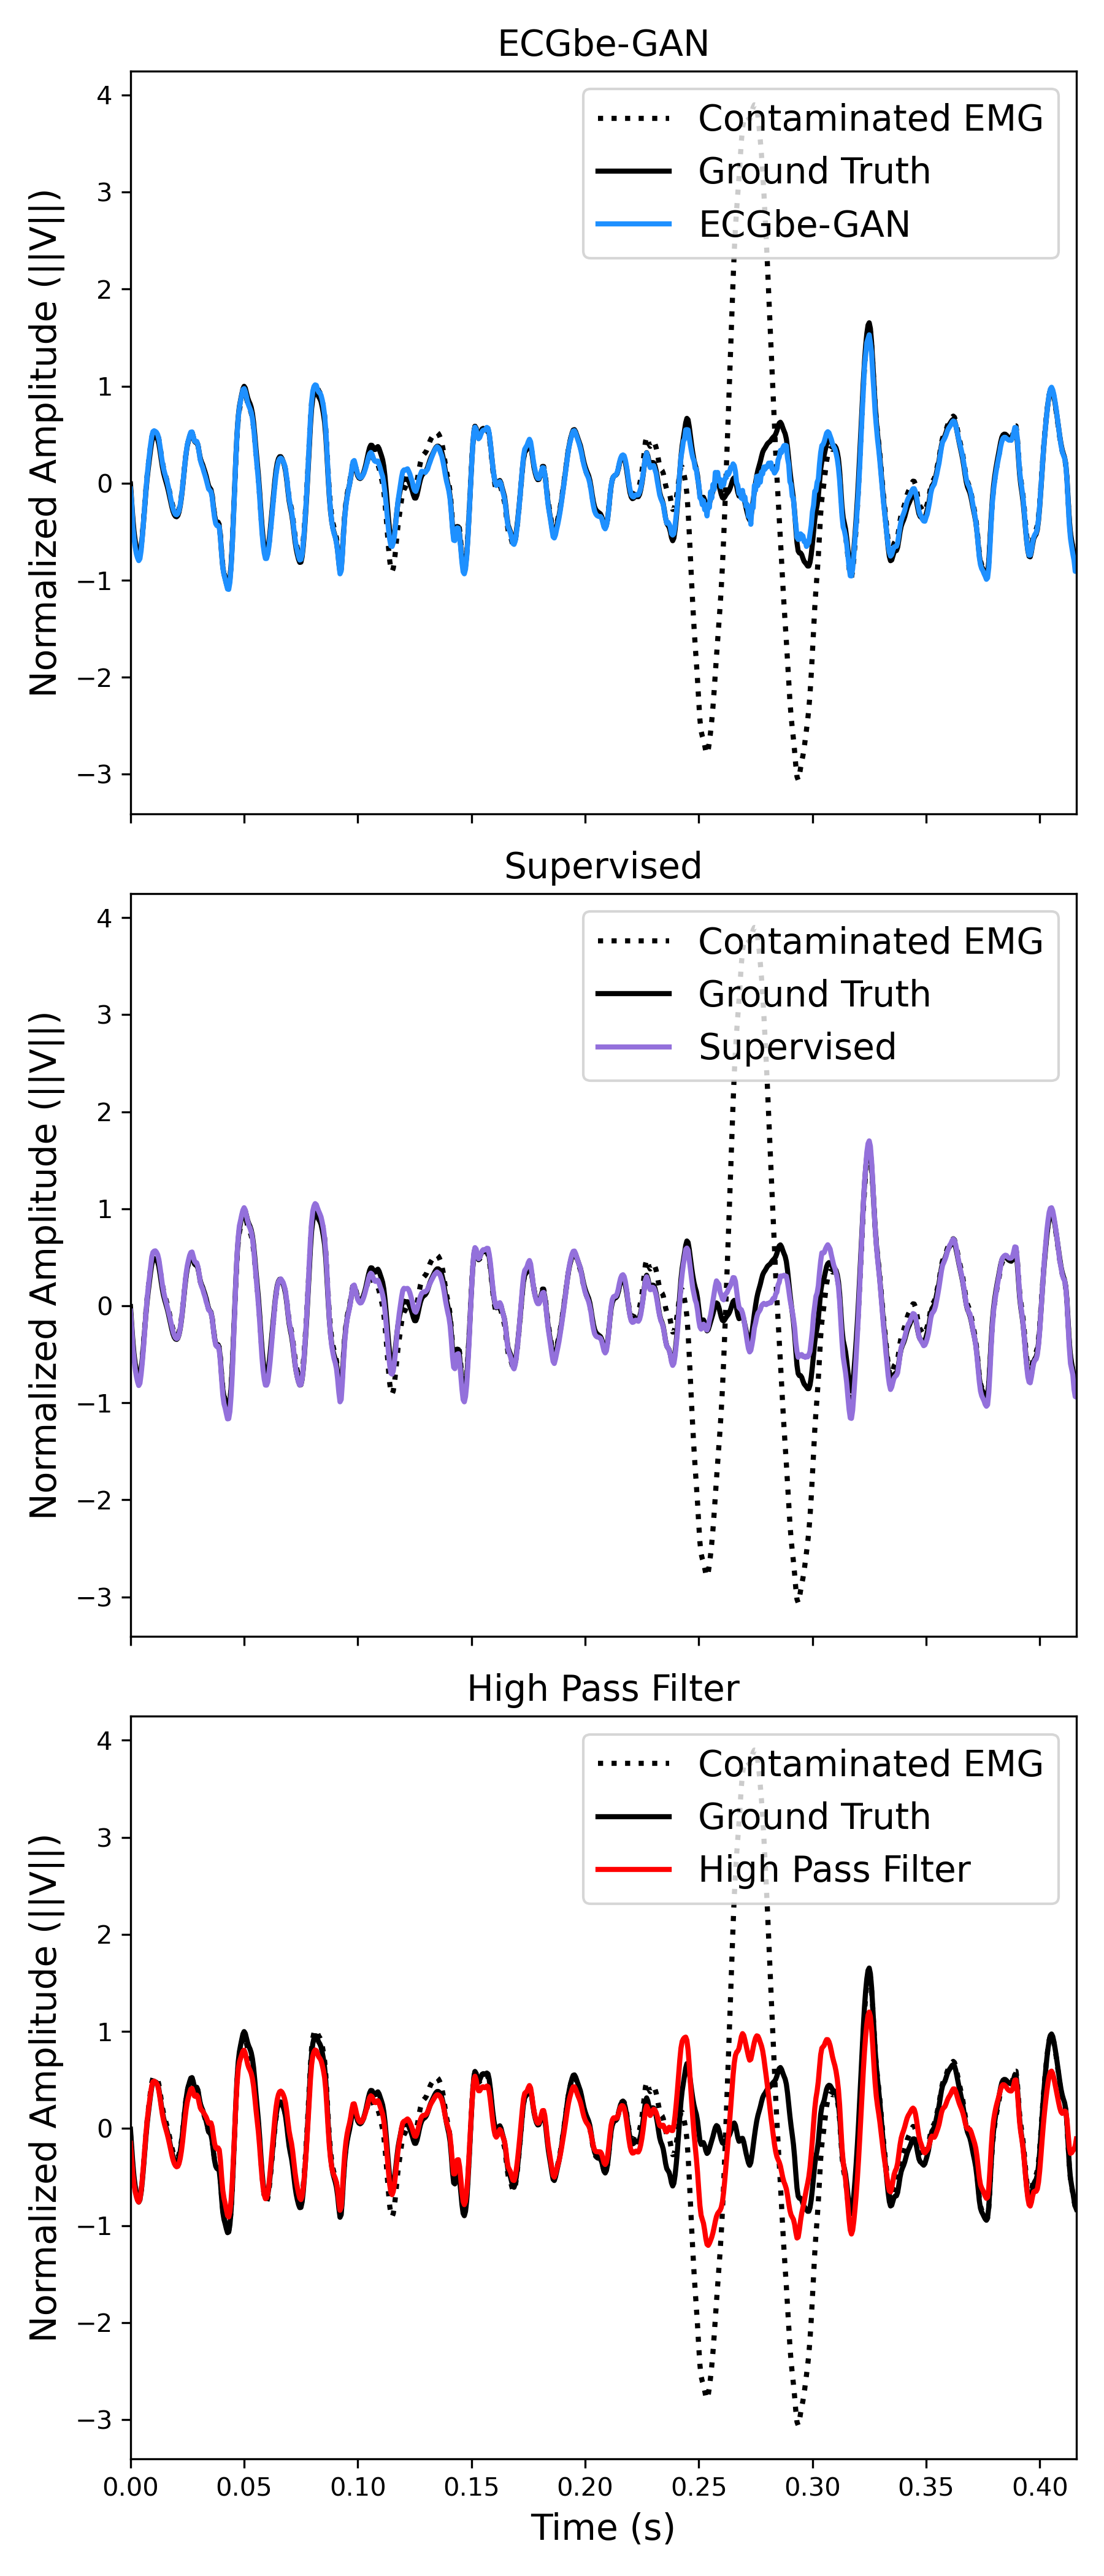 ECGbe-GAN
Normalized Amplitude (||V||)
4
3
2
1
0
−1
−2
−3
Contaminated EMG
Ground Truth
ECGbe-GAN
Supervised
Normalized Amplitude (||V||)
4
3
2
1
0
−1
−2
−3
Contaminated EMG
Ground Truth
Supervised
High Pass Filter
Normalized Amplitude (||V||)
4
3
2
1
0
−1
−2
−3
Contaminated EMG
Ground Truth
High Pass Filter
0.00 0.05 0.10 0.15 0.20 0.25 0.30 0.35 0.40
Time (s)